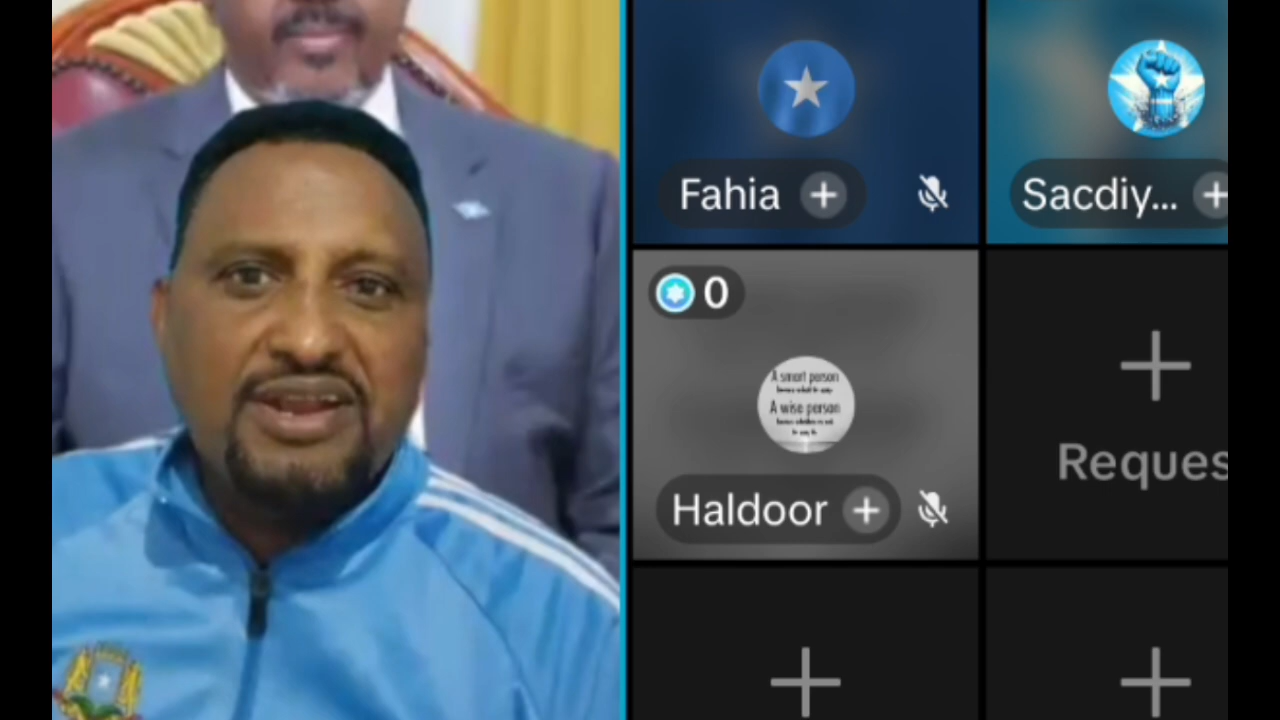 Fahia
Sacdiy...
0
A smart person
A wise person
Haldoor
Reques